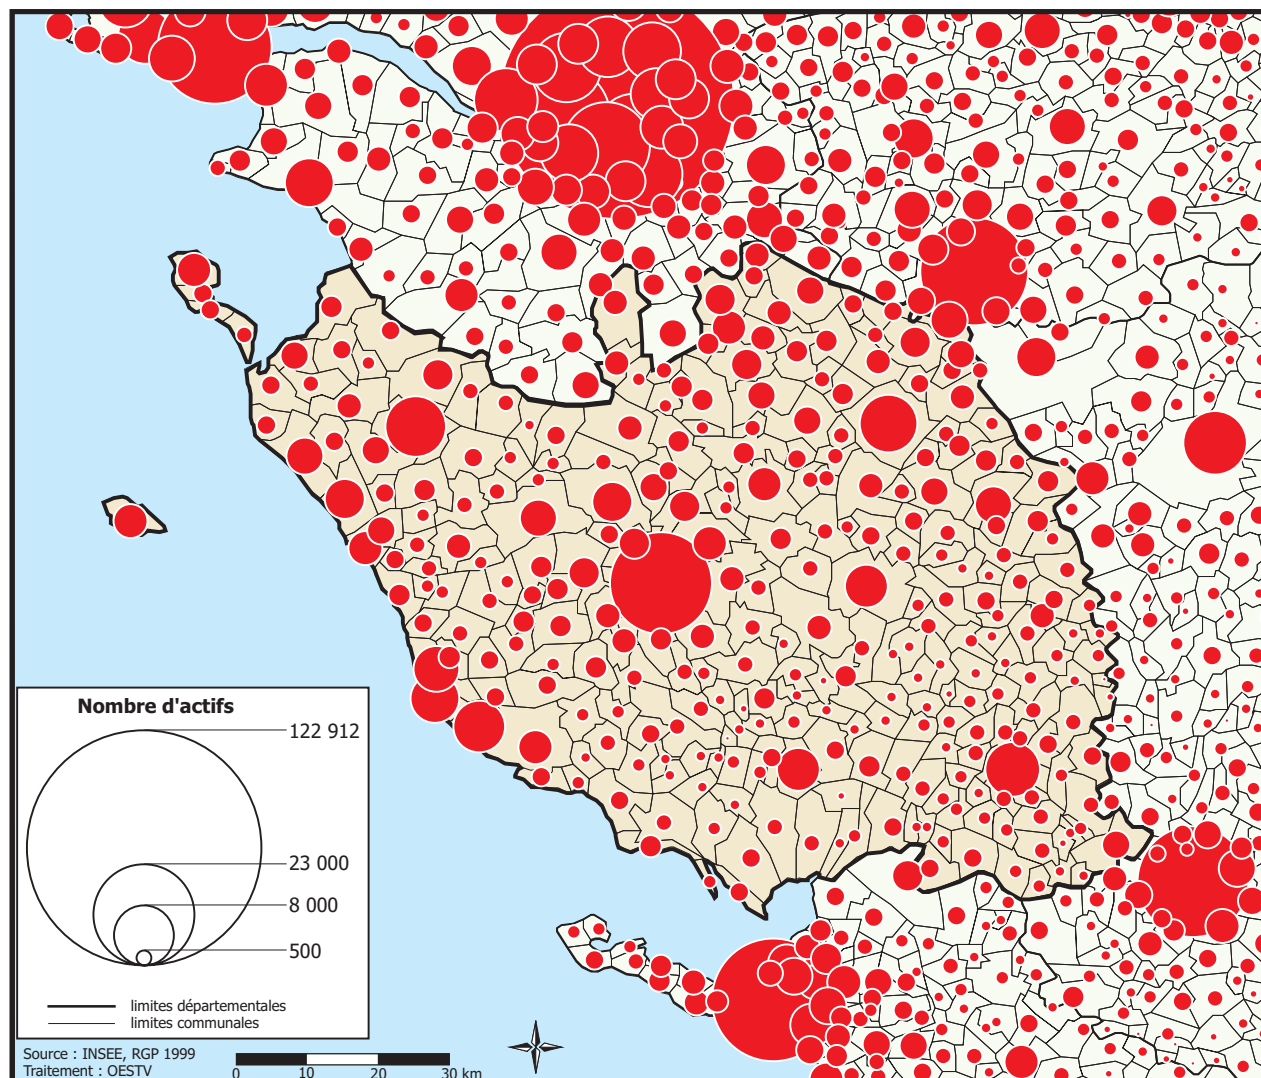 Nombre d'actifs
122 912
23 000
8 000
500
limites départementales
limites communales
Source : INSEE, RGP 1999
Traitement : OESTV
0 10 20 30 km